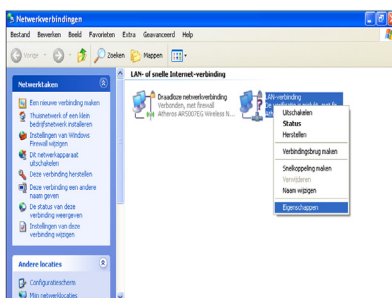 Netwerkverbindingen
Bestand Bewerken Beeld Favorieten Extra Geavanceerd Help
Vorige Zoeken Mappen
Netwerktaken
Een nieuwe verbinding maken
Thuisnetwerk of een klein
bedrijfsnetwerk installeren
Instellingen van Windows
Firewall wijzigen
Dit netwerkapparaat
uitschakelen
Deze verbinding herstellen
Deze verbinding een andere
naam geven
De status van deze
verbinding weergeven
Instellingen van deze
verbinding wijzigen
Andere locaties
Configuratiescherm
Mijn netwerklocaties
LAN- of snelle Internet-verbinding
Draadloze netwerkverbinding
Verbonden, met firewall
Atheros AR5007EG Wireless N...
LAN-verbinding
Uitschakelen
Status
Herstellen
Verbindingsbrug maken
Snelkoppeling maken
Verwijderen
Naam wijzigen
Eigenschappen